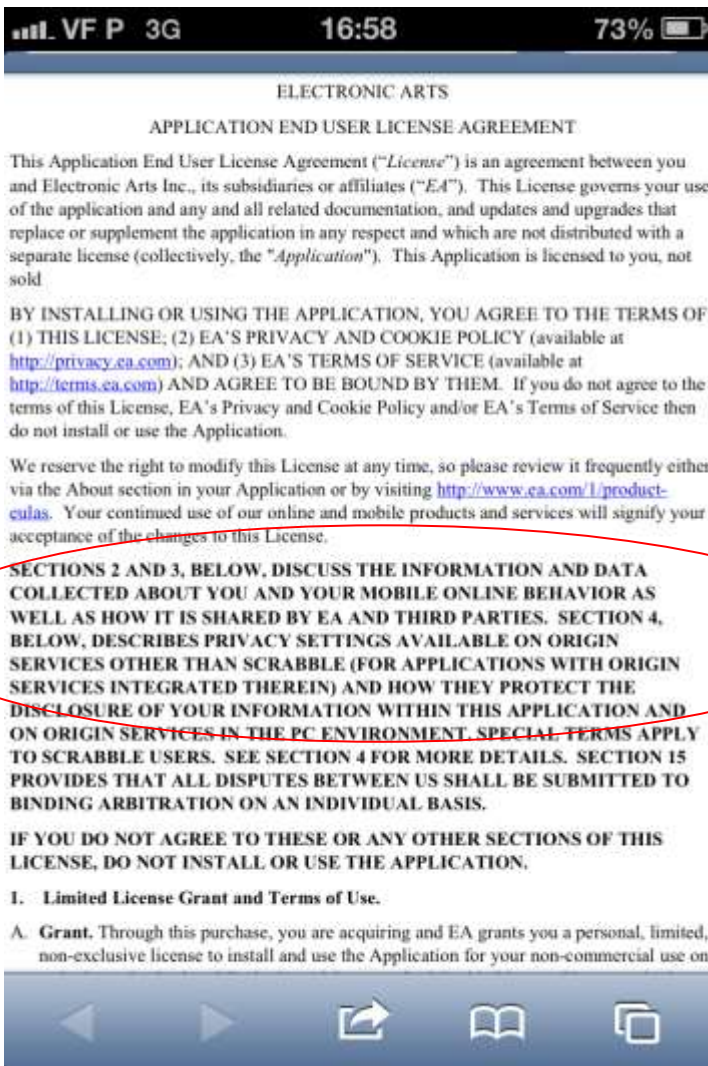 VF P 3G 16:58 73%
ELECTRONIC ARTS
APPLICATION END USER LICENSE AGREEMENT
This Application End User License Agreement (“License”) is an agreement between you
and Electronic Arts Inc., its subsidiaries or affiliates (“EA”). This License governs your use
of the application and any and all related documentation, and updates and upgrades that
replace or supplement the application in any respect and which are not distributed with a
separate license (collectively, the "Application"). This Application is licensed to you, not
sold
BY INSTALLING OR USING THE APPLICATION, YOU AGREE TO THE TERMS OF
(1) THIS LICENSE; (2) EA’S PRIVACY AND COOKIE POLICY (available at
http://privacy.ea.com); AND (3) EA’S TERMS OF SERVICE (available at
http://terms.ea.com) AND AGREE TO BE BOUND BY THEM. If you do not agree to the
terms of this License, EA’s Privacy and Cookie Policy and/or EA’s Terms of Service then
do not install or use the Application.
We reserve the right to modify this License at any time, so please review it frequently either
via the About section in your Application or by visiting http://www.ea.com/1/product-
eulas. Your continued use of our online and mobile products and services will signify your
acceptance of the changes to this License.
SECTIONS 2 AND 3, BELOW, DISCUSS THE INFORMATION AND DATA
COLLECTED ABOUT YOU AND YOUR MOBILE ONLINE BEHAVIOR AS
WELL AS HOW IT IS SHARED BY EA AND THIRD PARTIES. SECTION 4,
BELOW, DESCRIBES PRIVACY SETTINGS AVAILABLE ON ORIGIN
SERVICES OTHER THAN SCRABBLE (FOR APPLICATIONS WITH ORIGIN
SERVICES INTEGRATED THEREIN) AND HOW THEY PROTECT THE
DISCLOSURE OF YOUR INFORMATION WITHIN THIS APPLICATION AND
ON ORIGIN SERVICES IN THE PC ENVIRONMENT. SPECIAL TERMS APPLY
TO SCRABBLE USERS. SEE SECTION 4 FOR MORE DETAILS. SECTION 15
PROVIDES THAT ALL DISPUTES BETWEEN US SHALL BE SUBMITTED TO
BINDING ARBITRATION ON AN INDIVIDUAL BASIS.
IF YOU DO NOT AGREE TO THESE OR ANY OTHER SECTIONS OF THIS
LICENSE, DO NOT INSTALL OR USE THE APPLICATION.
1. Limited License Grant and Terms of Use.
A. Grant. Through this purchase, you are acquiring and EA grants you a personal, limited,
non-exclusive license to install and use the Application for your non-commercial use on